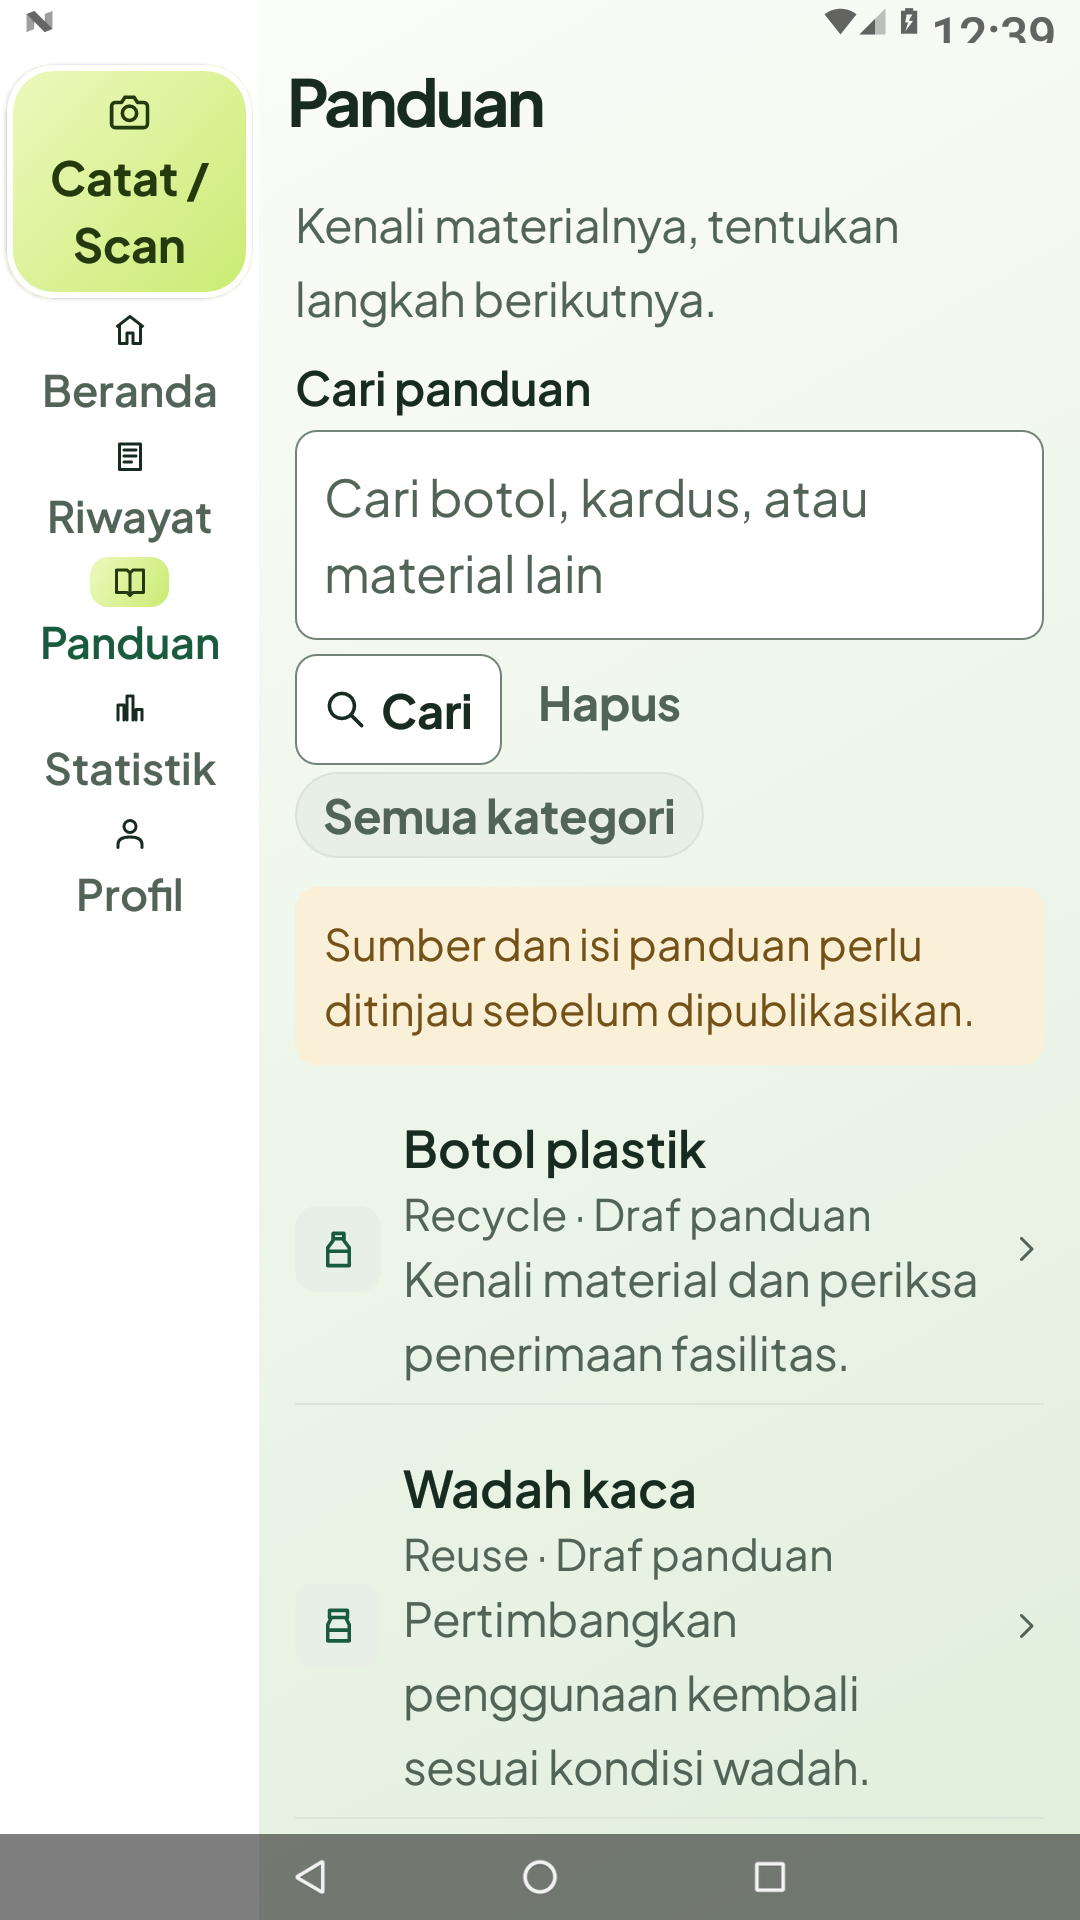 12:39
Catat /
Scan
Beranda
Riwayat
Panduan
Statistik
Profil
Panduan
Kenali materialnya, tentukan
langkah berikutnya.
Cari panduan
Cari botol, kardus, atau
material lain
Cari
Hapus
Semua kategori
Sumber dan isi panduan perlu
ditinjau sebelum dipublikasikan.
Botol plastik
Recycle · Draf panduan
Kenali material dan periksa
penerimaan fasilitas.
Wadah kaca
Reuse · Draf panduan
Pertimbangkan
penggunaan kembali
sesuai kondisi wadah.